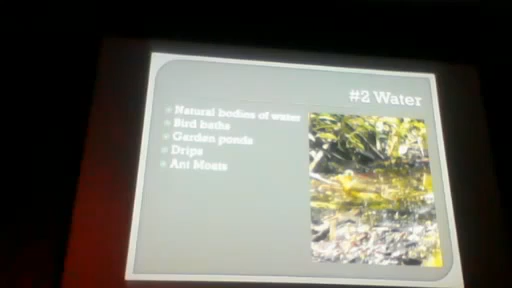 #2 Water
Natural bodies of water
Bird baths
Garden ponds
Drips
Ant Moats